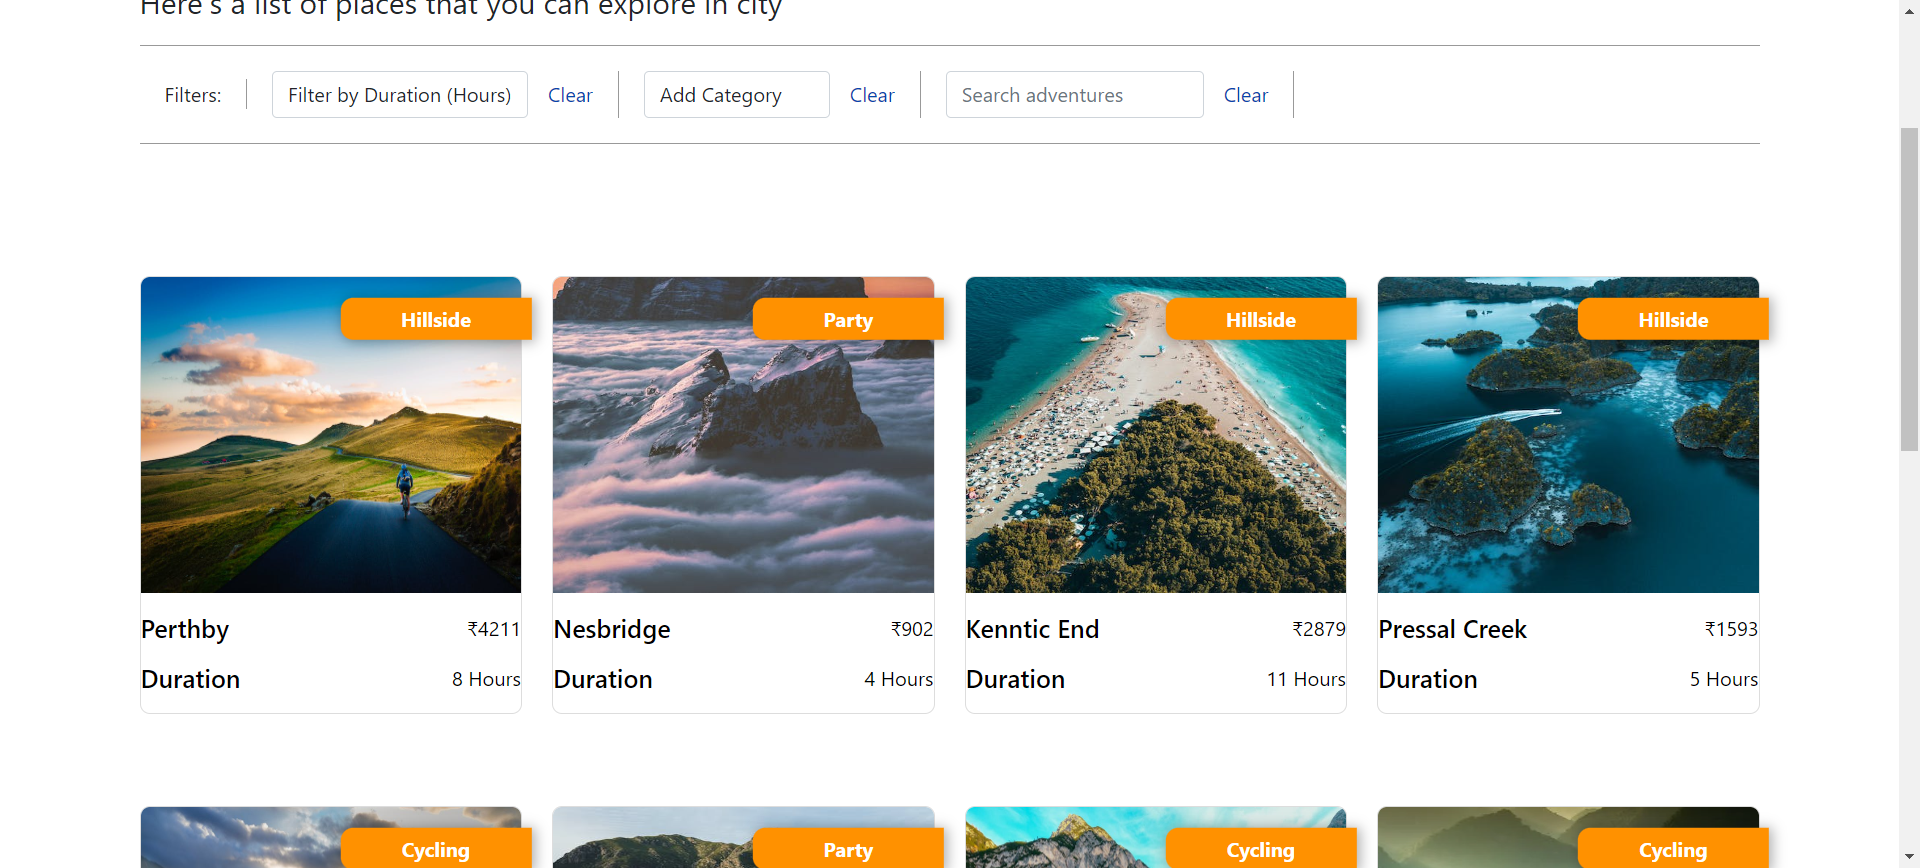 Here's a list of places that you can explore in city
Filters: Filter by Duration (Hours) Clear Add Category Clear Search adventures Clear
Hillside Party Hillside Hillside
Perthby ₹4211 Nesbridge ₹902 Kenntic End ₹2879 Pressal Creek ₹1593
Duration 8 Hours Duration 4 Hours Duration 11 Hours Duration 5 Hours
Cycling Party Cycling Cycling